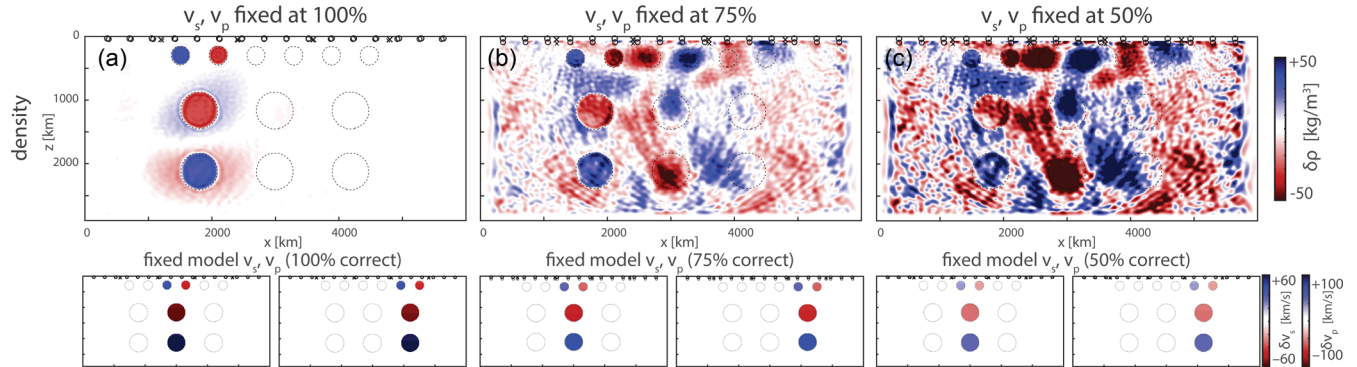 vₛ, vₚ fixed at 100%
vₛ, vₚ fixed at 75%
vₛ, vₚ fixed at 50%
(a)
(b)
(c)
density
z [km]
0
1000
2000
0
2000
4000
x [km]
0
2000
4000
x [km]
0
2000
4000
x [km]
+50
δρ [kg/m³]
-50
fixed model vₛ, vₚ (100% correct)
fixed model vₛ, vₚ (75% correct)
fixed model vₛ, vₚ (50% correct)
+60
δvₛ [km/s]
−60
+100
δvₚ [km/s]
−100